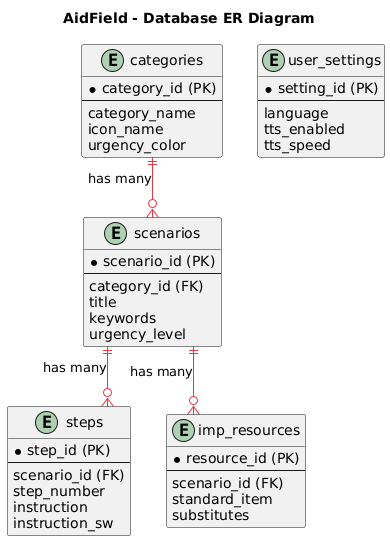 AidField - Database ER Diagram
E categories
category_id (PK)
category_name
icon_name
urgency_color
E user_settings
setting_id (PK)
language
tts_enabled
tts_speed
has many
E scenarios
scenario_id (PK)
category_id (FK)
title
keywords
urgency_level
has many
has many
E steps
step_id (PK)
scenario_id (FK)
step_number
instruction
instruction_sw
E imp_resources
resource_id (PK)
scenario_id (FK)
standard_item
substitutes